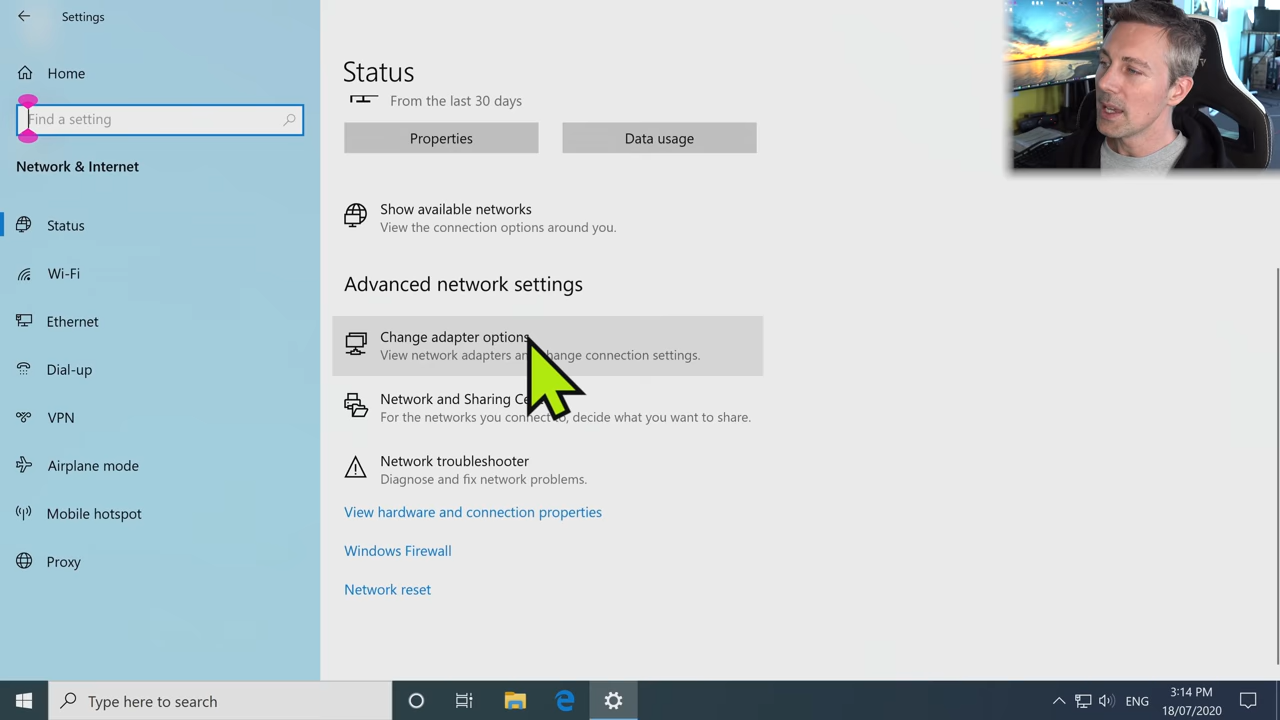 Settings
Home
Find a setting
Network & Internet
Status
Wi-Fi
Ethernet
Dial-up
VPN
Airplane mode
Mobile hotspot
Proxy
Status
From the last 30 days
Properties
Data usage
Show available networks
View the connection options around you.
Advanced network settings
Change adapter options
View network adapters and change connection settings.
Network and Sharing
For the networks you connect to, decide what you want to share.
Network troubleshooter
Diagnose and fix network problems.
View hardware and connection properties
Windows Firewall
Network reset
Type here to search
ENG
3:14 PM
18/07/2020